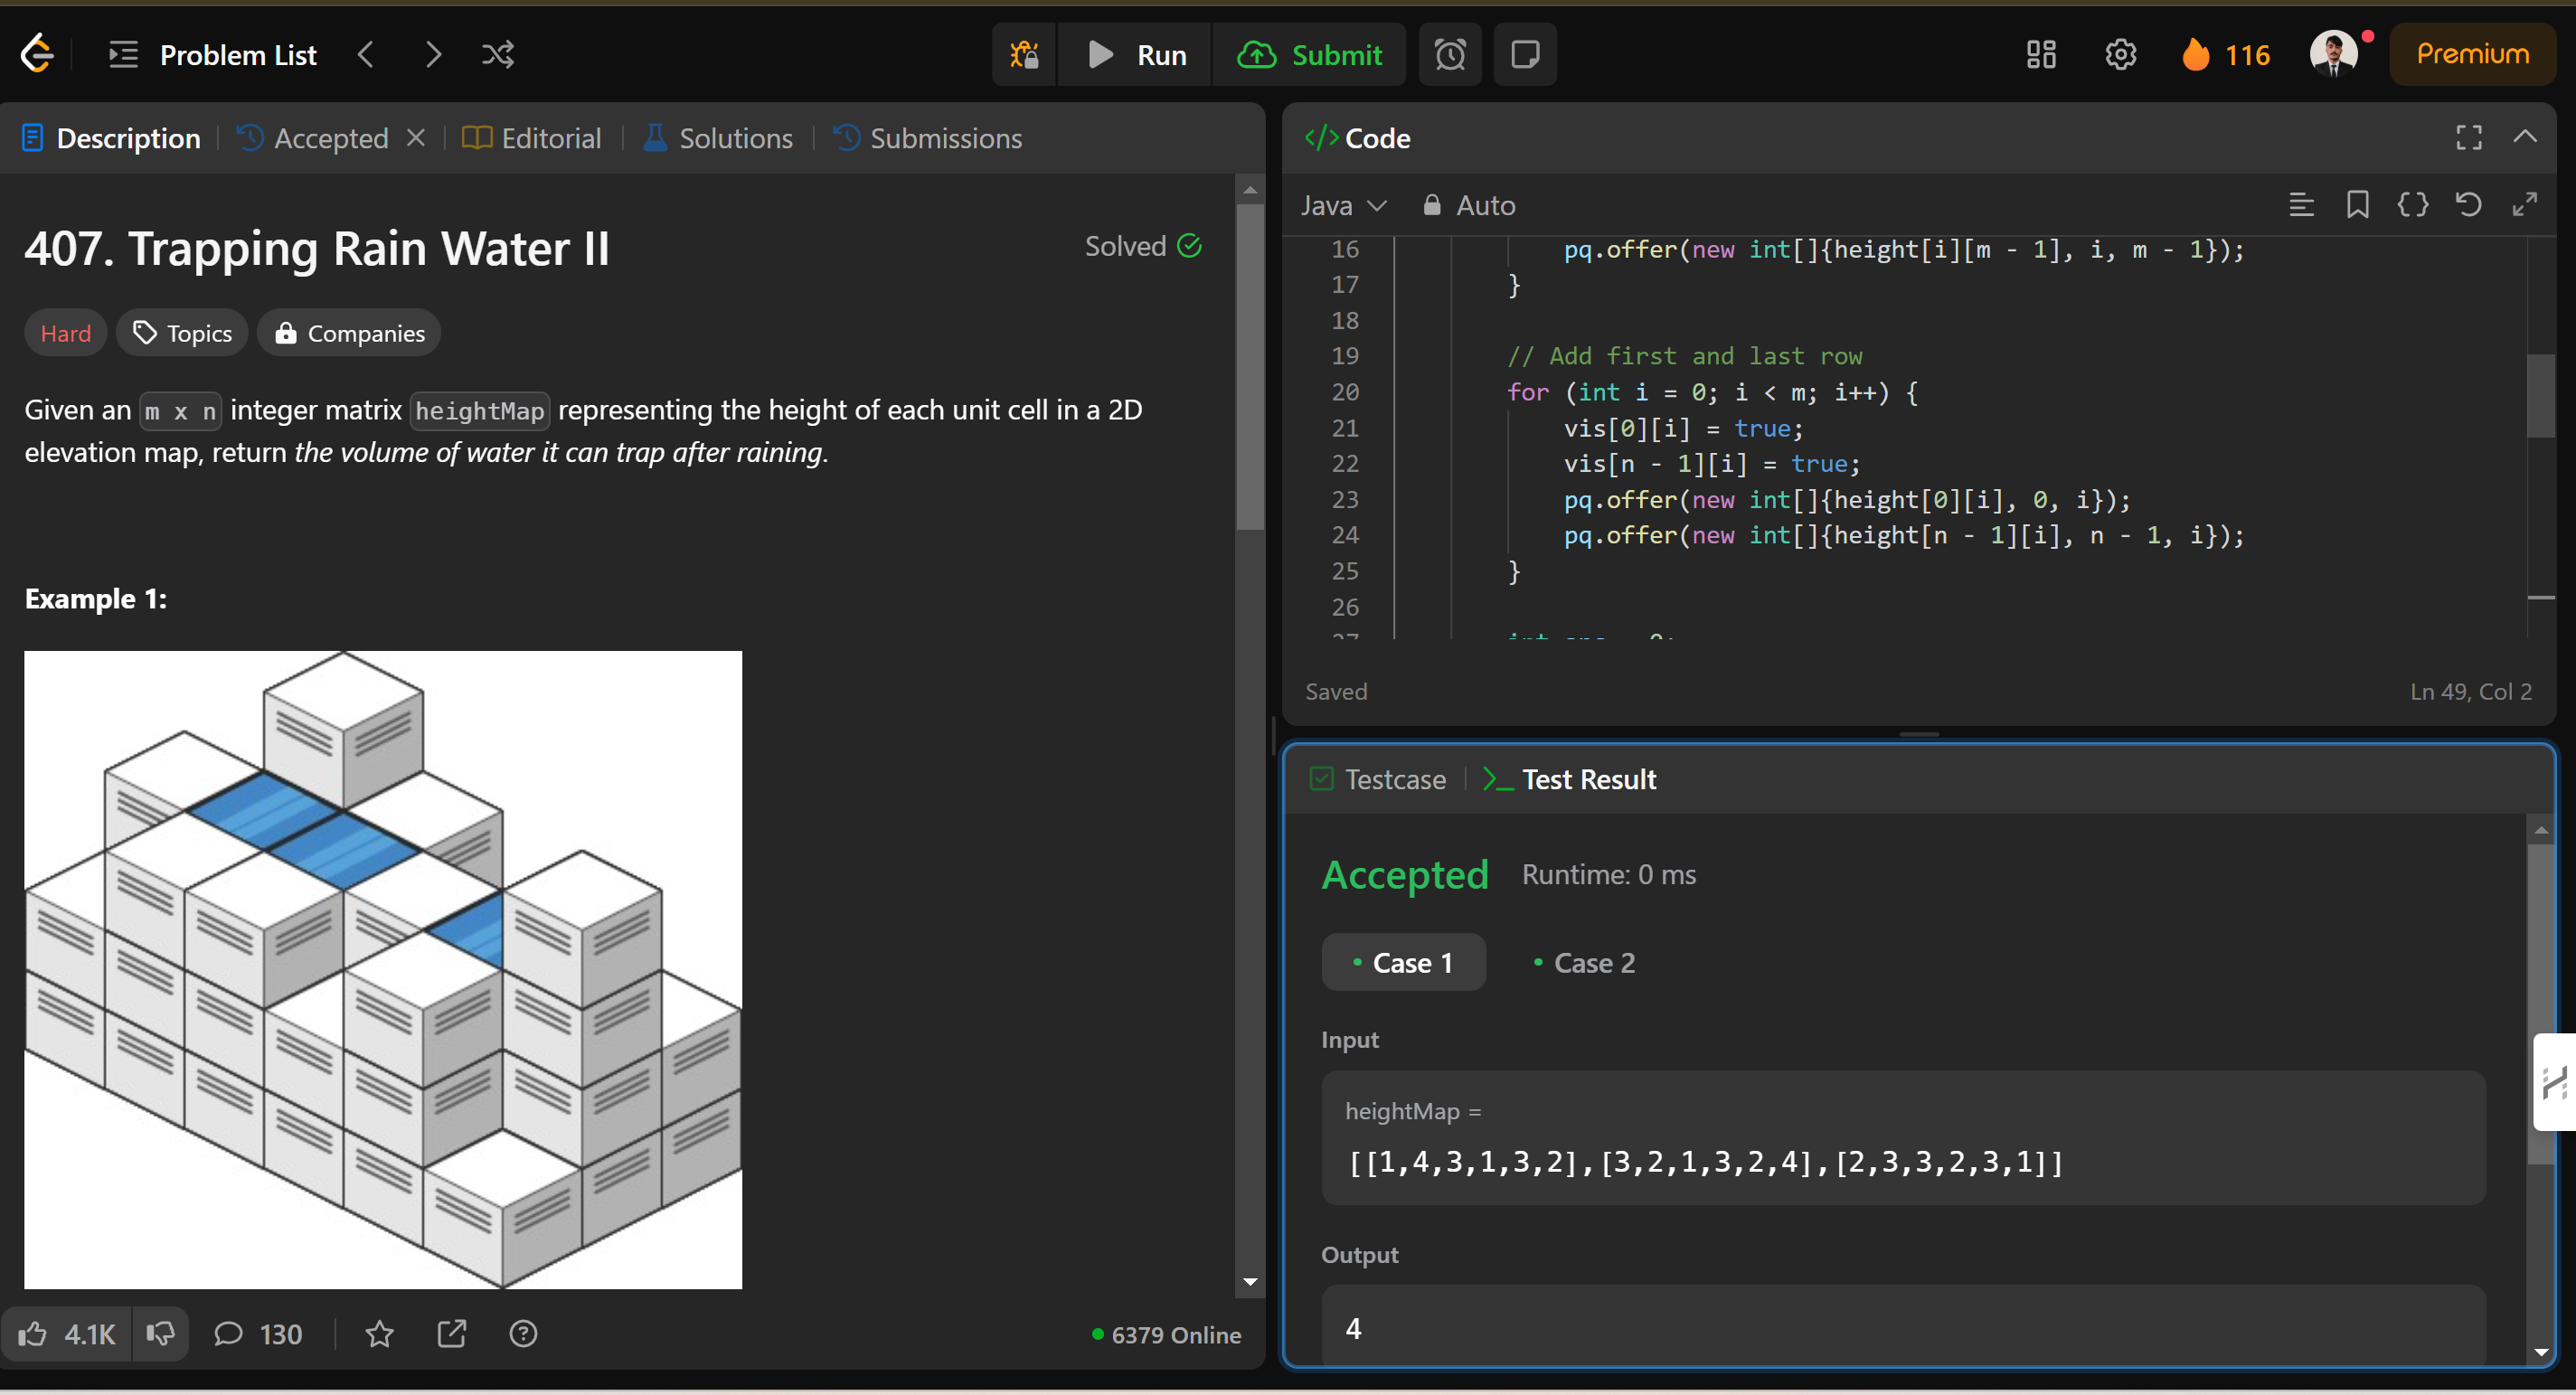 Problem List
Run
Submit
116
Premium
Description
Accepted
Editorial
Solutions
Submissions
407. Trapping Rain Water II
Solved
Hard
Topics
Companies
Given an m x n integer matrix heightMap representing the height of each unit cell in a 2D
elevation map, return the volume of water it can trap after raining.
Example 1:
4.1K
130
6379 Online
</> Code
Java
Auto
16 pq.offer(new int[]{height[i][m - 1], i, m - 1});
17 }
18
19 // Add first and last row
20 for (int i = 0; i < m; i++) {
21 vis[0][i] = true;
22 vis[n - 1][i] = true;
23 pq.offer(new int[]{height[0][i], 0, i});
24 pq.offer(new int[]{height[n - 1][i], n - 1, i});
25 }
26
Saved
Ln 49, Col 2
Testcase
Test Result
Accepted
Runtime: 0 ms
Case 1
Case 2
Input
heightMap =
[[1,4,3,1,3,2],[3,2,1,3,2,4],[2,3,3,2,3,1]]
Output
4